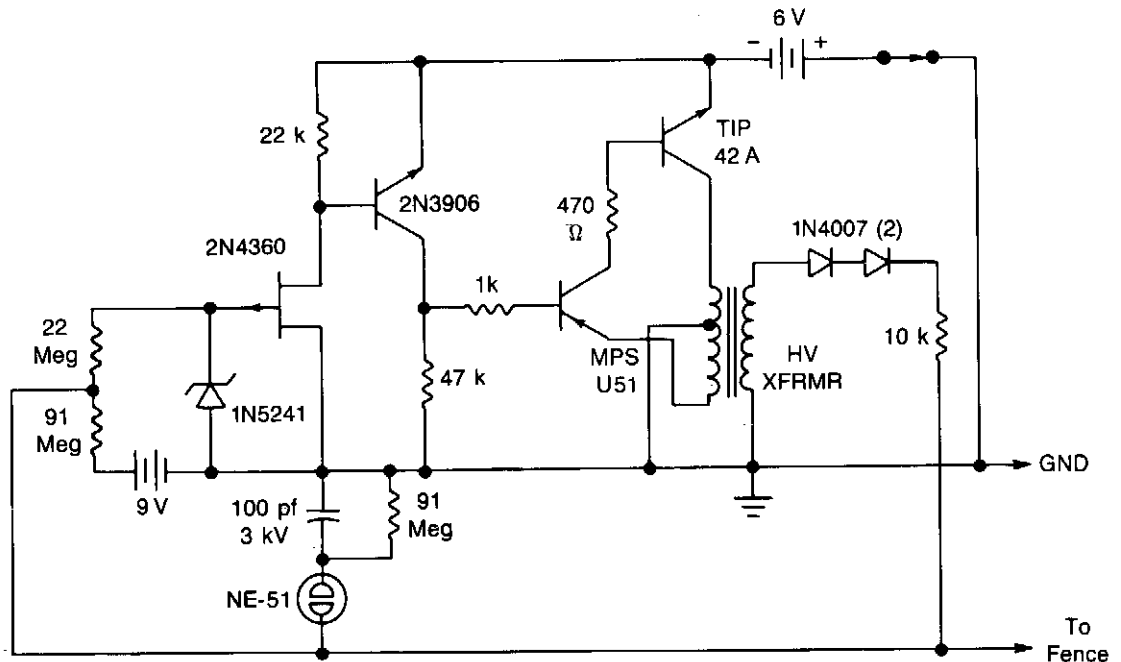 6 V
− +
22 k
TIP
42 A
2N3906
470
Ω
1N4007 (2)
2N4360
1k
22
Meg
10 k
MPS
U51
HV
XFRMR
47 k
1N5241
91
Meg
GND
9 V
100 pf
3 kV
91
Meg
NE-51
To
Fence